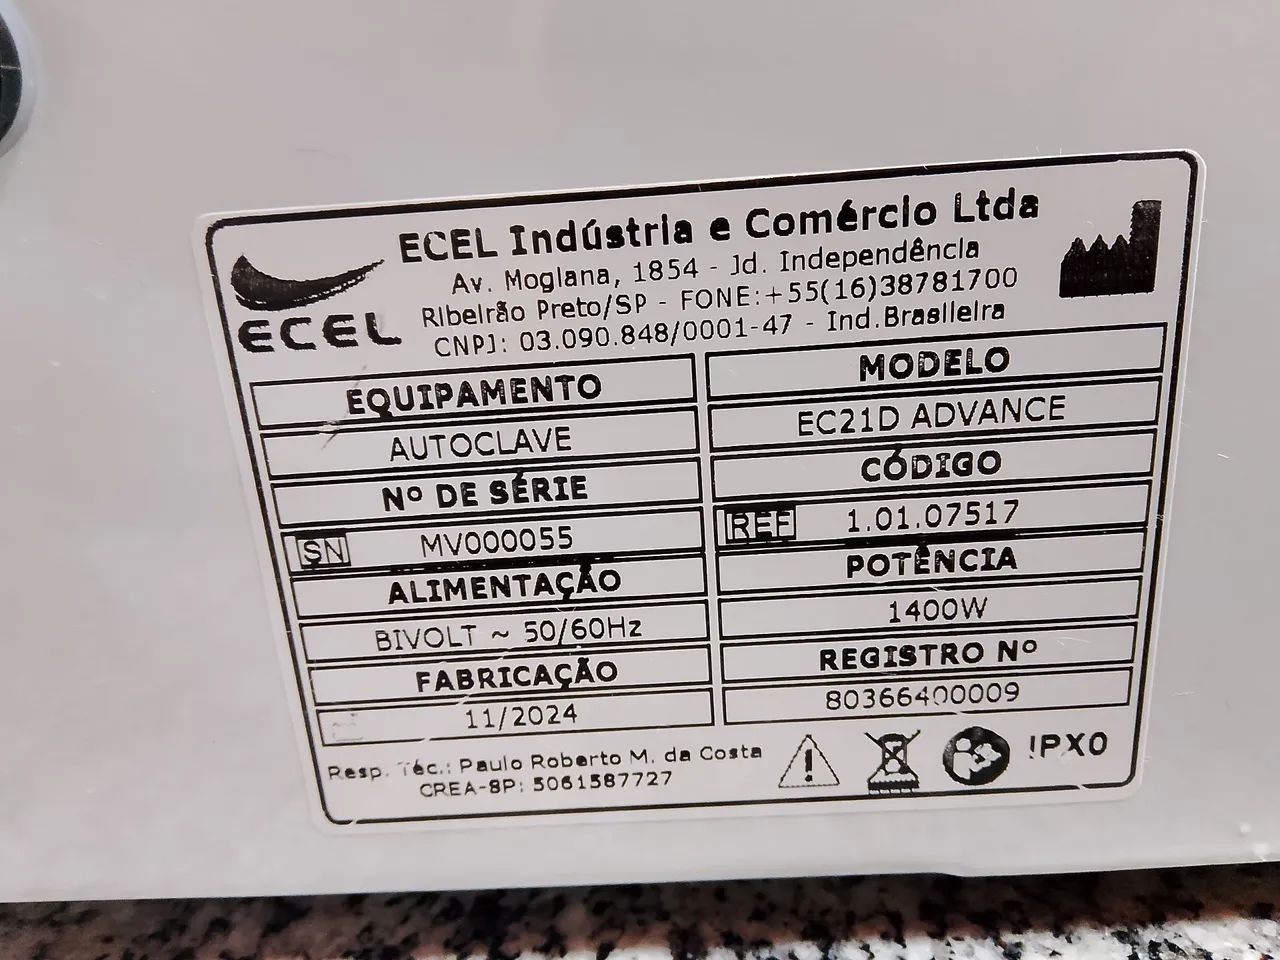 ECEL Indústria e Comércio Ltda
Av. Mogiana, 1854 - Jd. Independência
Ribeirão Preto/SP - FONE:+55(16)38781700
CNPJ: 03.090.848/0001-47 - Ind.Brasileira
ECEL
EQUIPAMENTO MODELO
AUTOCLAVE EC21D ADVANCE
Nº DE SÉRIE CÓDIGO
SN MV000055 REF 1.01.07517
ALIMENTAÇÃO POTÊNCIA
BIVOLT ~ 50/60Hz 1400W
FABRICAÇÃO REGISTRO Nº
11/2024 80366400009
Resp. Téc.: Paulo Roberto M. da Costa
CREA-SP: 5061587727
! IPX0